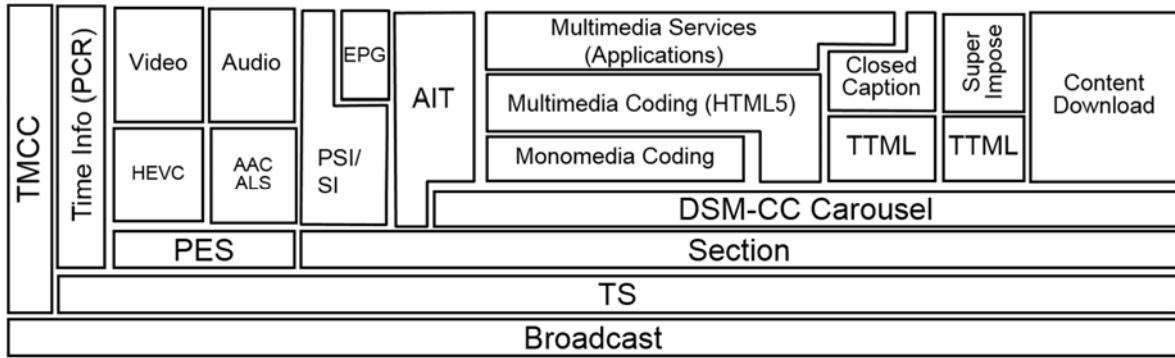 TMCC
Time Info (PCR)
Video
Audio
HEVC
AAC
ALS
PES
EPG
PSI/
SI
AIT
Multimedia Services
(Applications)
Multimedia Coding (HTML5)
Monomedia Coding
Closed
Caption
TTML
Super
Impose
TTML
Content
Download
DSM-CC Carousel
Section
TS
Broadcast